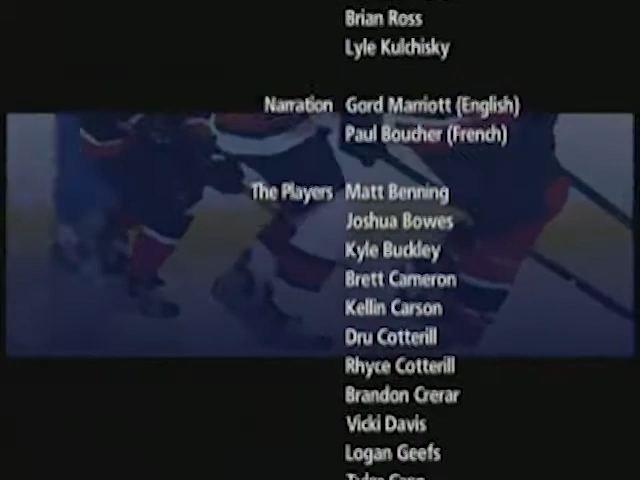 Brian Ross
Lyle Kulchisky
Narration Gord Marriott (English)
Paul Boucher (French)
The Players Matt Benning
Joshua Bowes
Kyle Buckley
Brett Cameron
Kellin Carson
Dru Cotterill
Rhyce Cotterill
Brandon Crerar
Vicki Davis
Logan Geefs